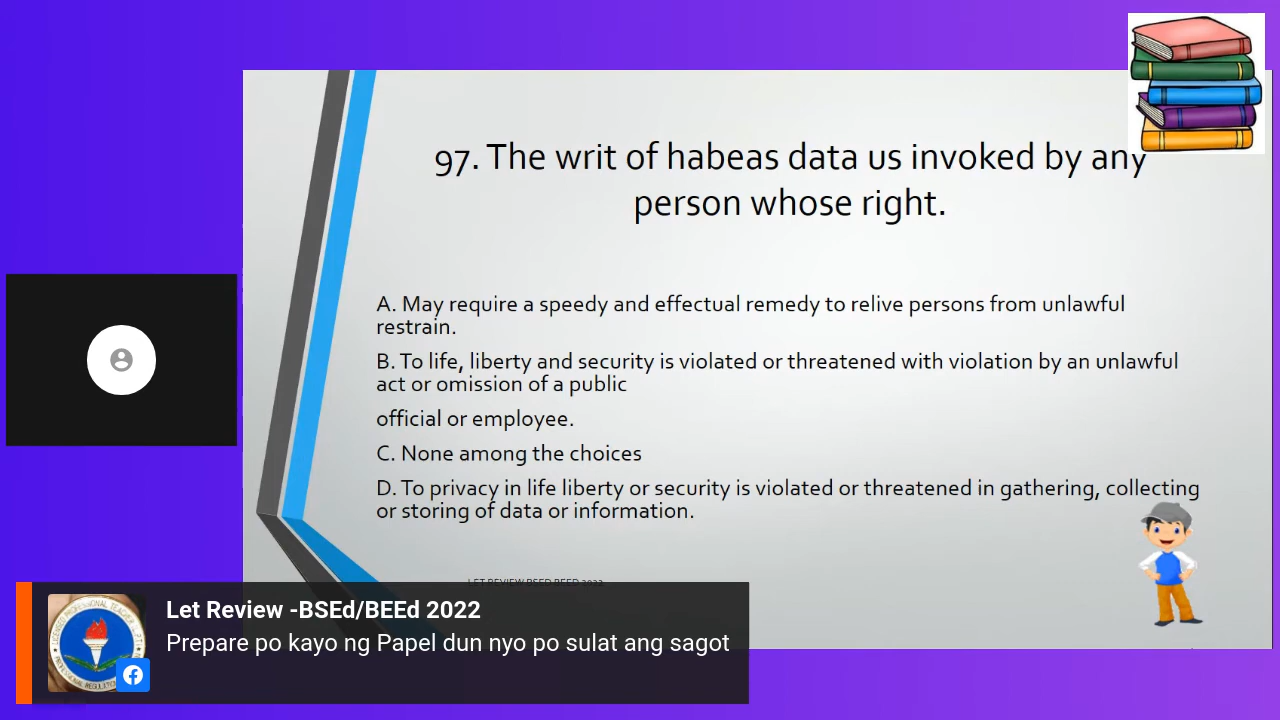 97. The writ of habeas data us invoked by any
person whose right.
A. May require a speedy and effectual remedy to relive persons from unlawful
restrain.
B. To life, liberty and security is violated or threatened with violation by an unlawful
act or omission of a public
official or employee.
C. None among the choices
D. To privacy in life liberty or security is violated or threatened in gathering, collecting
or storing of data or information.
LET REVIEW BSED BEED 2022
Let Review -BSEd/BEEd 2022
Prepare po kayo ng Papel dun nyo po sulat ang sagot